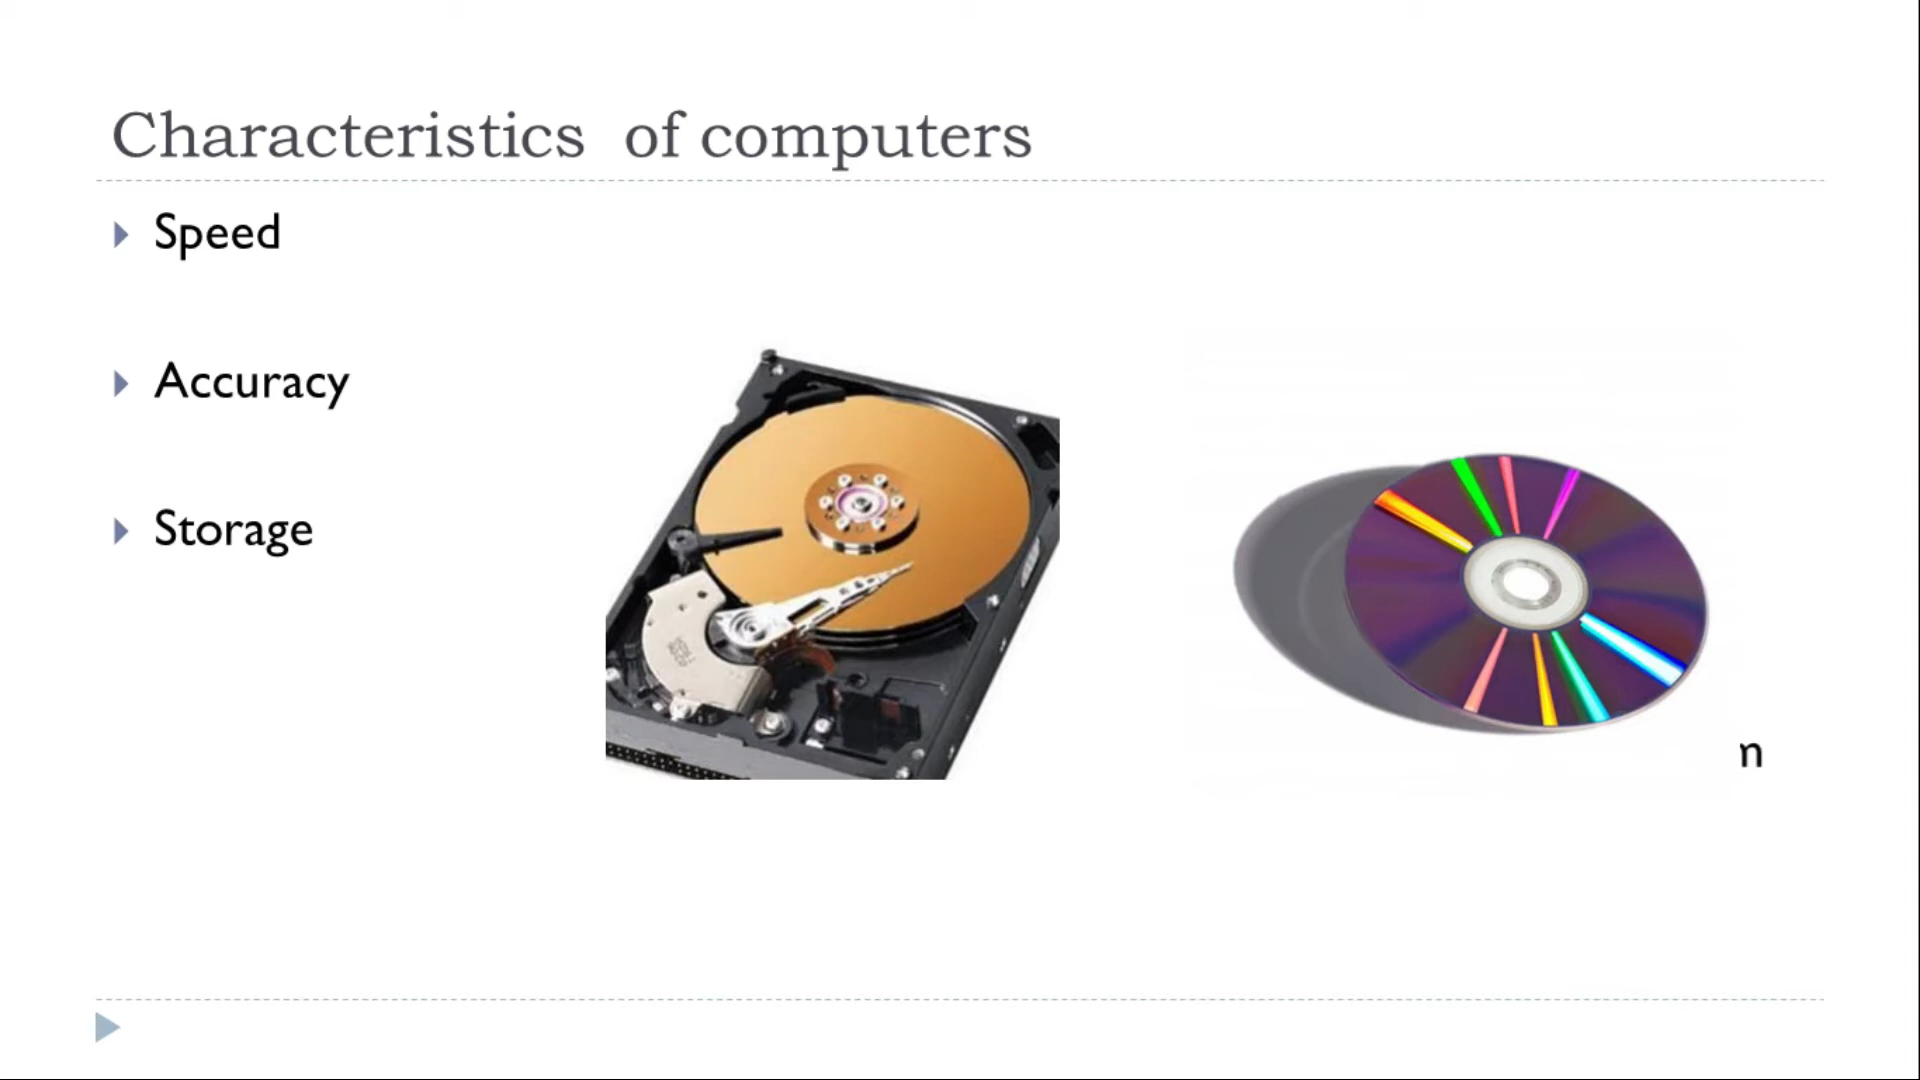 Characteristics of computers
Speed
Accuracy
Storage
n